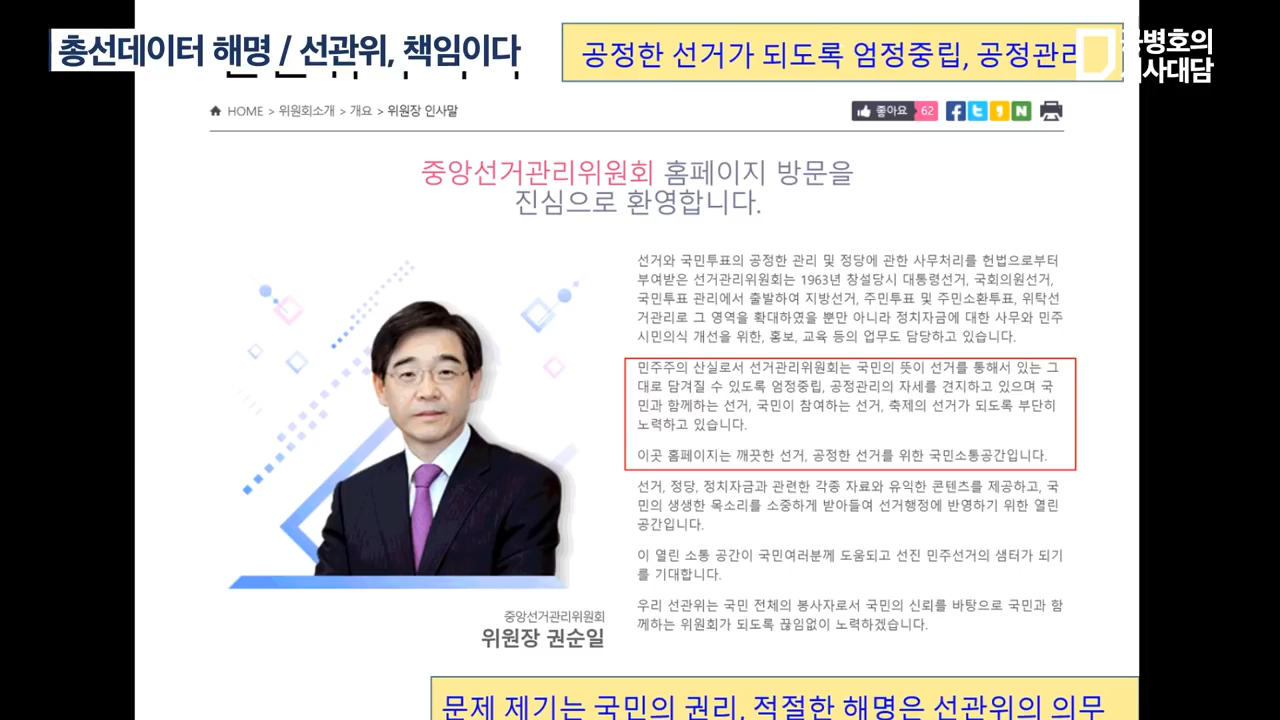 총선데이터 해명 / 선관위, 책임이다
공정한 선거가 되도록 엄정중립, 공정관리
병호의
시사대담
HOME > 위원회소개 > 개요 > 위원장 인사말
좋아요 62
중앙선거관리위원회 홈페이지 방문을
진심으로 환영합니다.
선거와 국민투표의 공정한 관리 및 정당에 관한 사무처리를 헌법으로부터
부여받은 선거관리위원회는 1963년 창설당시 대통령선거, 국회의원선거,
국민투표 관리에서 출발하여 지방선거, 주민투표 및 주민소환투표, 위탁선
거관리로 그 영역을 확대하였을 뿐만 아니라 정치자금에 대한 사무와 민주
시민의식 개선을 위한, 홍보, 교육 등의 업무도 담당하고 있습니다.
민주주의 산실로서 선거관리위원회는 국민의 뜻이 선거를 통해서 있는 그
대로 담겨질 수 있도록 엄정중립, 공정관리의 자세를 견지하고 있으며 국
민과 함께하는 선거, 국민이 참여하는 선거, 축제의 선거가 되도록 부단히
노력하고 있습니다.
이곳 홈페이지는 깨끗한 선거, 공정한 선거를 위한 국민소통공간입니다.
선거, 정당, 정치자금과 관련한 각종 자료와 유익한 콘텐츠를 제공하고, 국
민의 생생한 목소리를 소중하게 받아들여 선거행정에 반영하기 위한 열린
공간입니다.
이 열린 소통 공간이 국민여러분께 도움되고 선진 민주선거의 샘터가 되기
를 기대합니다.
우리 선관위는 국민 전체의 봉사자로서 국민의 신뢰를 바탕으로 국민과 함
께하는 위원회가 되도록 끊임없이 노력하겠습니다.
중앙선거관리위원회
위원장 권순일
문제 제기는 국민의 권리, 적절한 해명은 선관위의 의무